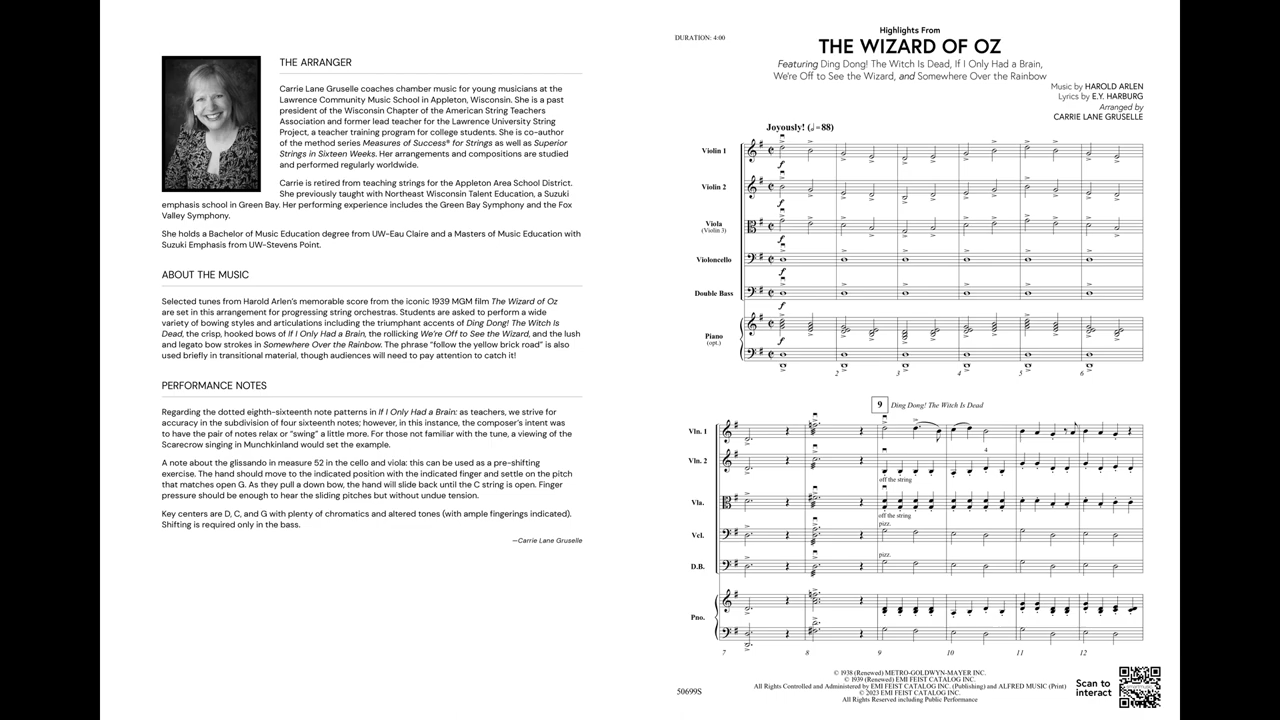 THE ARRANGER
Carrie Lane Gruselle coaches chamber music for young musicians at the
Lawrence Community Music School in Appleton, Wisconsin. She is a past
president of the Wisconsin Chapter of the American String Teachers
Association and former lead teacher for the Lawrence University String
Project, a teacher training program for college students. She is co-author
of the method series Measures of Success® for Strings as well as Superior
Strings in Sixteen Weeks. Her arrangements and compositions are studied
and performed regularly worldwide.
Carrie is retired from teaching strings for the Appleton Area School District.
She previously taught with Northeast Wisconsin Talent Education, a Suzuki
emphasis school in Green Bay. Her performing experience includes the Green Bay Symphony and the Fox
Valley Symphony.
She holds a Bachelor of Music Education degree from UW-Eau Claire and a Masters of Music Education with
Suzuki Emphasis from UW-Stevens Point.
ABOUT THE MUSIC
Selected tunes from Harold Arlen's memorable score from the iconic 1939 MGM film The Wizard of Oz
are set in this arrangement for progressing string orchestras. Students are asked to perform a wide
variety of bowing styles and articulations including the triumphant accents of Ding Dong! The Witch Is
Dead, the crisp, hooked bows of If I Only Had a Brain, the rollicking We're Off to See the Wizard, and the lush
and legato bow strokes in Somewhere Over the Rainbow. The phrase "follow the yellow brick road" is also
used briefly in transitional material, though audiences will need to pay attention to catch it!
PERFORMANCE NOTES
Regarding the dotted eighth-sixteenth note patterns in If I Only Had a Brain: as teachers, we strive for
accuracy in the subdivision of four sixteenth notes; however, in this instance, the composer's intent was
to have the pair of notes relax or "swing" a little more. For those not familiar with the tune, a viewing of the
Scarecrow singing in Munchkinland would set the example.
A note about the glissando in measure 52 in the cello and viola: this can be used as a pre-shifting
exercise. The hand should move to the indicated position with the indicated finger and settle on the pitch
that matches open G. As they pull a down bow, the hand will slide back until the C string is open. Finger
pressure should be enough to hear the sliding pitches but without undue tension.
Key centers are D, C, and G with plenty of chromatics and altered tones (with ample fingerings indicated).
Shifting is required only in the bass.
—Carrie Lane Gruselle
DURATION: 4:00
Highlights From
THE WIZARD OF OZ
Featuring Ding Dong! The Witch Is Dead, If I Only Had a Brain,
We're Off to See the Wizard, and Somewhere Over the Rainbow
Music by HAROLD ARLEN
Lyrics by E.Y. HARBURG
Arranged by
CARRIE LANE GRUSELLE
Joyously! (♩=88)
Violin 1
f
Violin 2
f
Viola
(Violin 3)
f
Violoncello
f
Double Bass
f
Piano
(opt.)
f
2 3 4 5 6
9 Ding Dong! The Witch Is Dead
Vln. 1
Vln. 2
4
off the string
Vla.
off the string
pizz.
Vcl.
pizz.
D.B.
Pno.
7 8 9 10 11 12
50699S
© 1938 (Renewed) METRO-GOLDWYN-MAYER INC.
© 1939 (Renewed) EMI FEIST CATALOG INC.
All Rights Controlled and Administered by EMI FEIST CATALOG INC. (Publishing) and ALFRED MUSIC (Print)
© 2023 EMI FEIST CATALOG INC.
All Rights Reserved including Public Performance
Scan to
interact